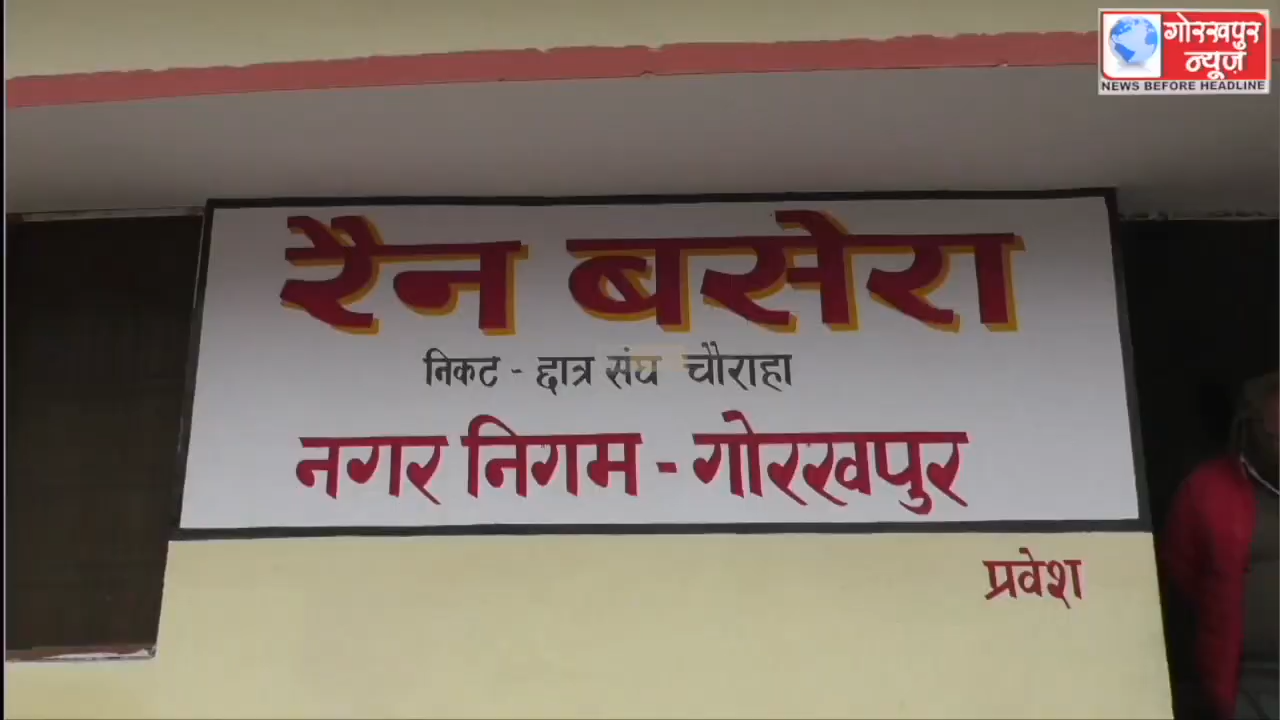 गोरखपुर
न्यूज़
NEWS BEFORE HEADLINE
रैन बसेरा
निकट - छात्र संघ चौराहा
नगर निगम - गोरखपुर
प्रवेश